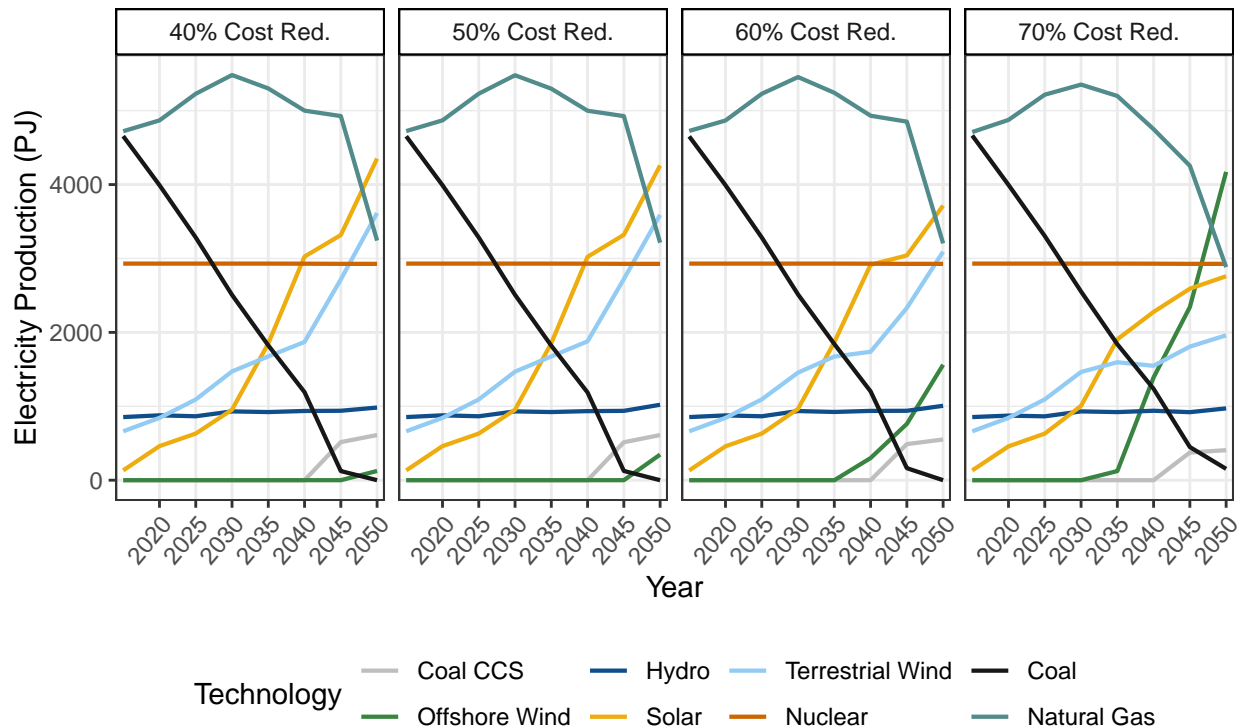 40% Cost Red. 50% Cost Red. 60% Cost Red. 70% Cost Red.
Electricity Production (PJ)
4000
2000
0
2020 2025 2030 2035 2040 2045 2050 2020 2025 2030 2035 2040 2045 2050 2020 2025 2030 2035 2040 2045 2050 2020 2025 2030 2035 2040 2045 2050
Year
Technology
Coal CCS Hydro Terrestrial Wind Coal
Offshore Wind Solar Nuclear Natural Gas